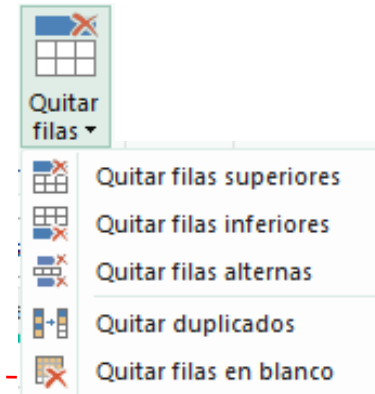 Quitar
filas
Quitar filas superiores
Quitar filas inferiores
Quitar filas alternas
Quitar duplicados
Quitar filas en blanco